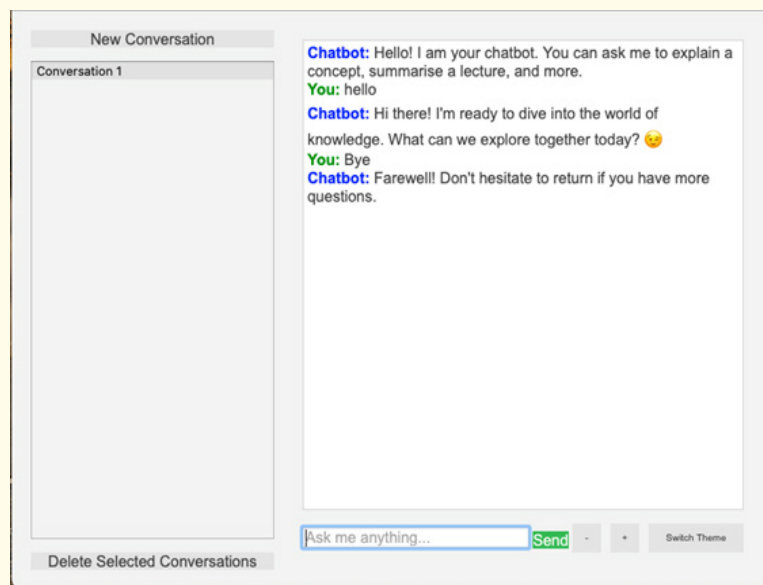 New Conversation
Conversation 1
Delete Selected Conversations
Chatbot: Hello! I am your chatbot. You can ask me to explain a
concept, summarise a lecture, and more.
You: hello
Chatbot: Hi there! I'm ready to dive into the world of
knowledge. What can we explore together today? 😉
You: Bye
Chatbot: Farewell! Don't hesitate to return if you have more
questions.
Ask me anything...
Send
-
+
Switch Theme